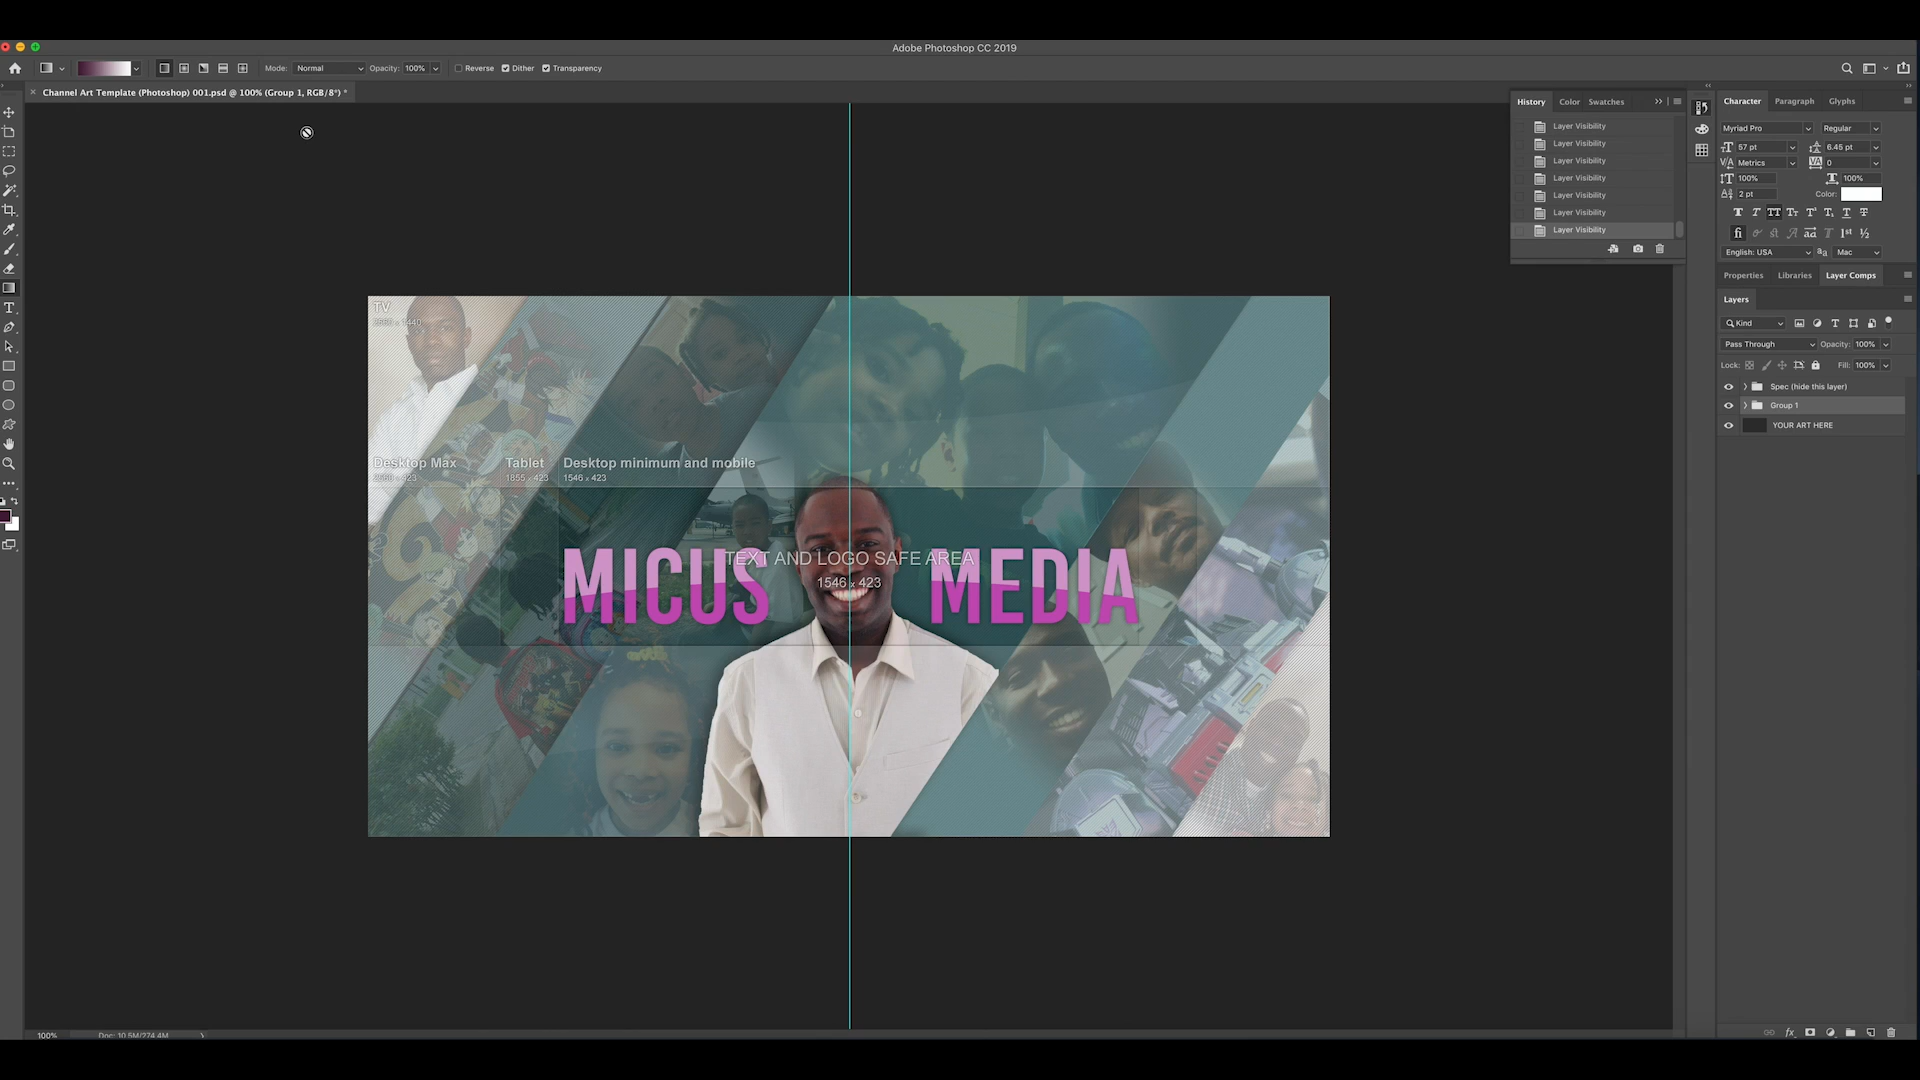 Adobe Photoshop CC 2019
Mode: Normal Opacity: 100% Reverse Dither Transparency
Channel Art Template (Photoshop) 001.psd @ 100% (Group 1, RGB/8*) *
History Color Swatches
Layer Visibility
Layer Visibility
Layer Visibility
Layer Visibility
Layer Visibility
Layer Visibility
Layer Visibility
Character Paragraph Glyphs
Myriad Pro Regular
57 pt 6.45 pt
Metrics 0
100% 100%
2 pt Color:
English: USA Mac
Properties Libraries Layer Comps
Layers
Kind
Pass Through Opacity: 100%
Lock: Fill: 100%
Spec (hide this layer)
Group 1
YOUR ART HERE
TV
Desktop Max Tablet Desktop minimum and mobile
1855 x 423 1546 x 423
TEXT AND LOGO SAFE AREA
1546 x 423
MICUS MEDIA
100% Doc: 10.5M/274.4M